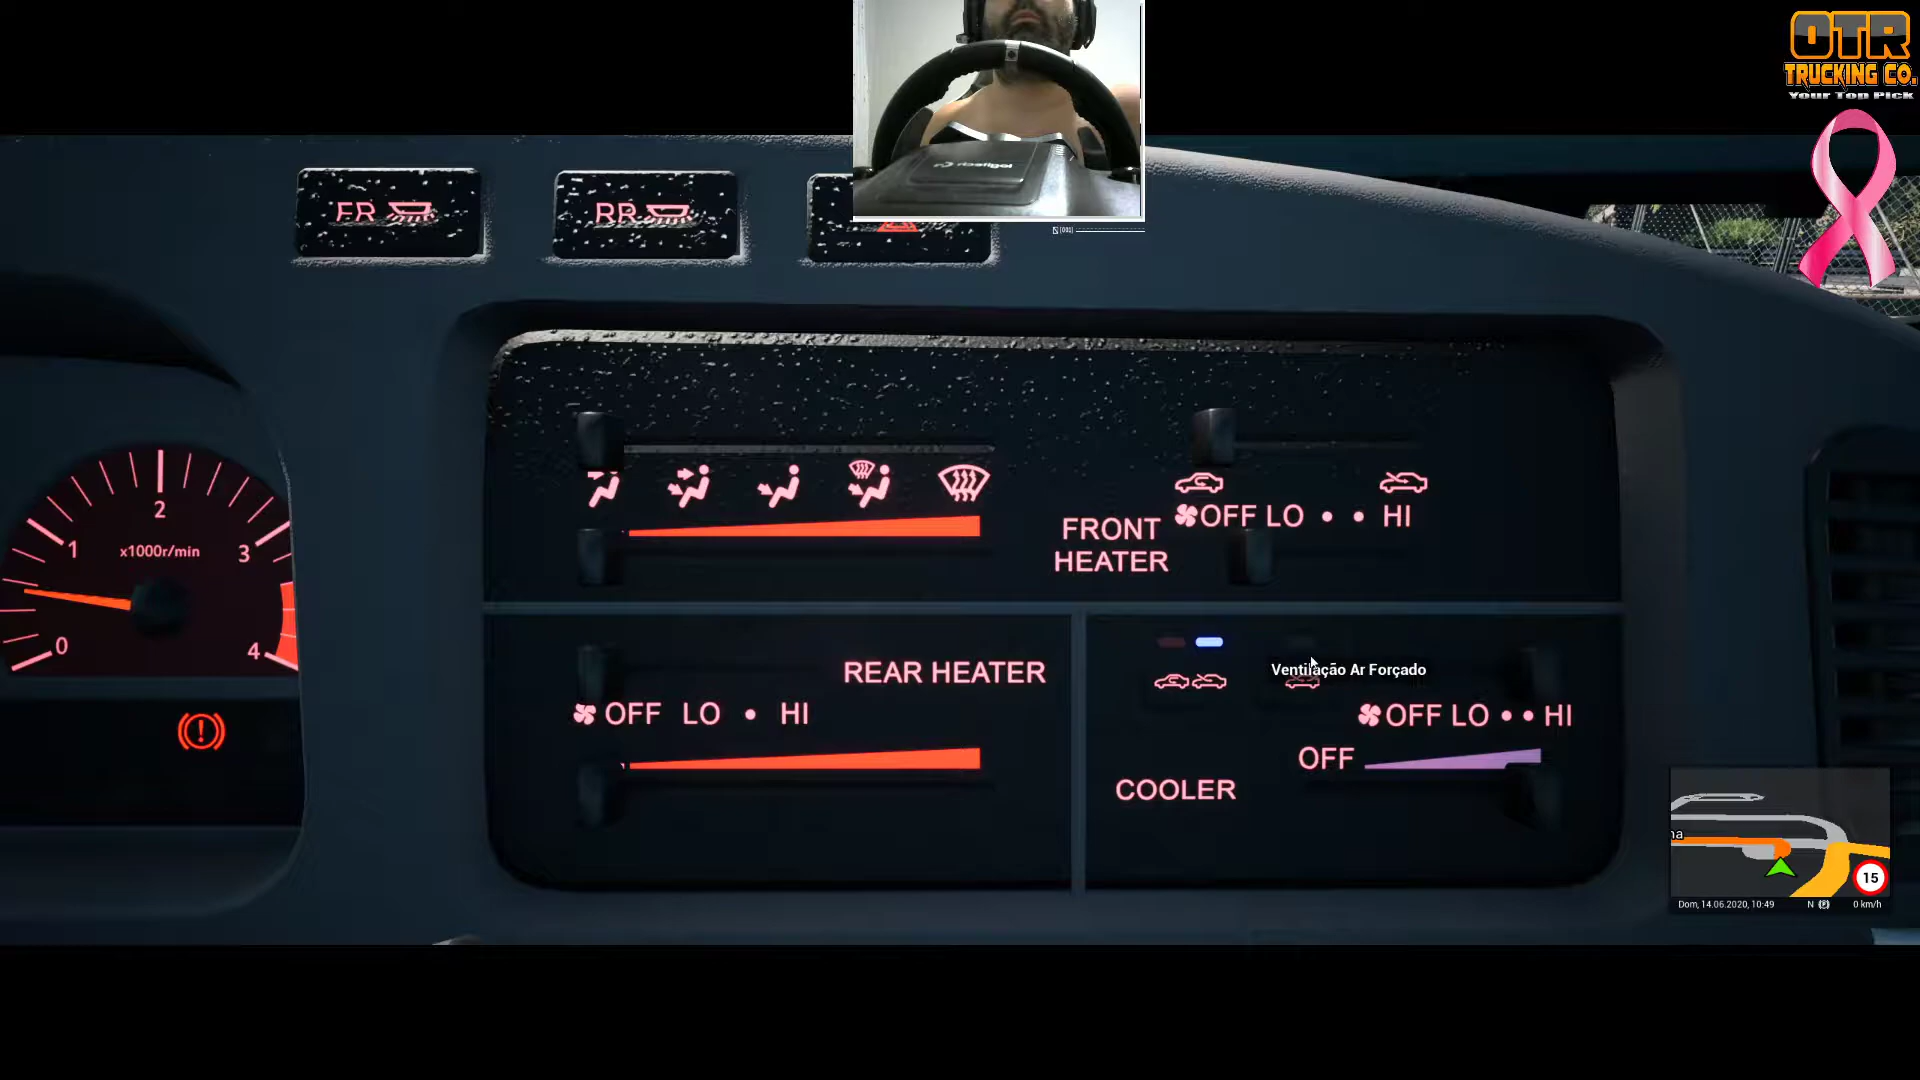 OTR
TRUCKING CO.
Your Top Pick
FR
RR
FRONT
HEATER
OFF LO • • HI
1
2
3
x1000r/min
0
4
REAR HEATER
OFF LO • HI
Ventilação Ar Forçado
OFF LO • • HI
OFF
COOLER
na
15
Dom, 14.06.2020, 10:49
N (P)
0 km/h